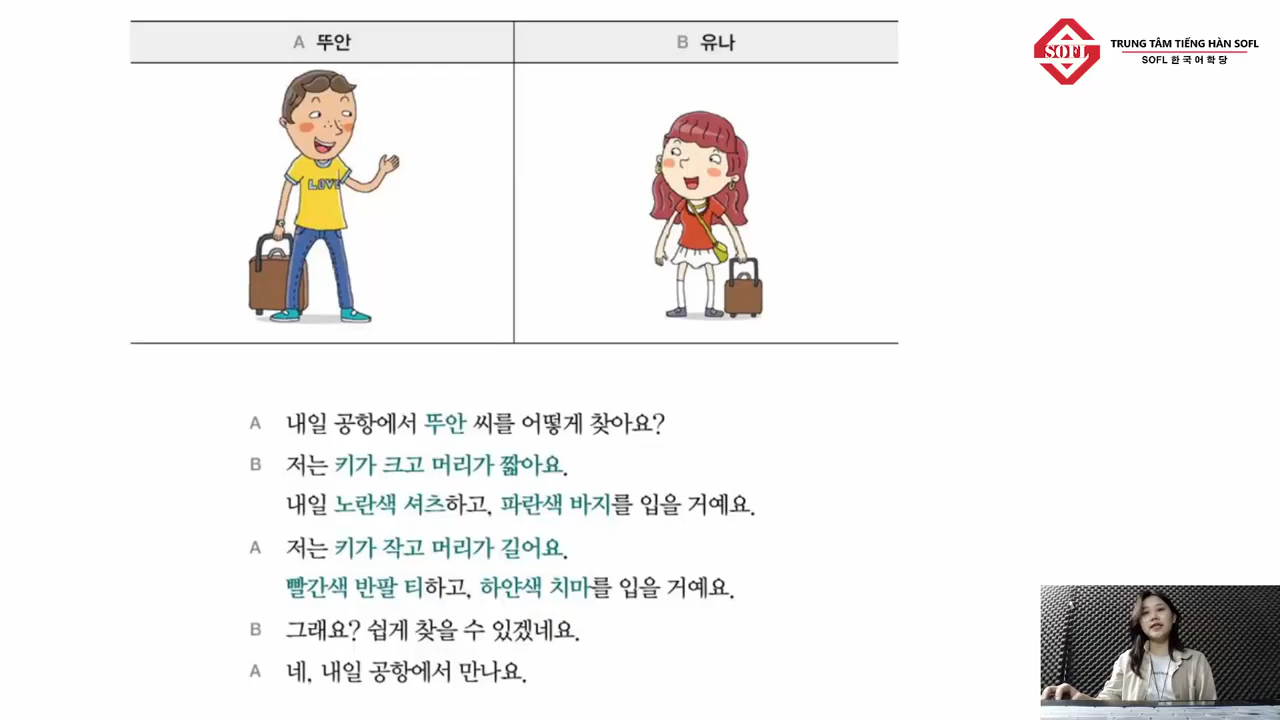 A 뚜안
B 유나
SOFL
TRUNG TÂM TIẾNG HÀN SOFL
SOFL 한국어학당
LOVE
A 내일 공항에서 뚜안 씨를 어떻게 찾아요?
B 저는 키가 크고 머리가 짧아요.
내일 노란색 셔츠하고, 파란색 바지를 입을 거예요.
A 저는 키가 작고 머리가 길어요.
빨간색 반팔 티하고, 하얀색 치마를 입을 거예요.
B 그래요? 쉽게 찾을 수 있겠네요.
A 네, 내일 공항에서 만나요.